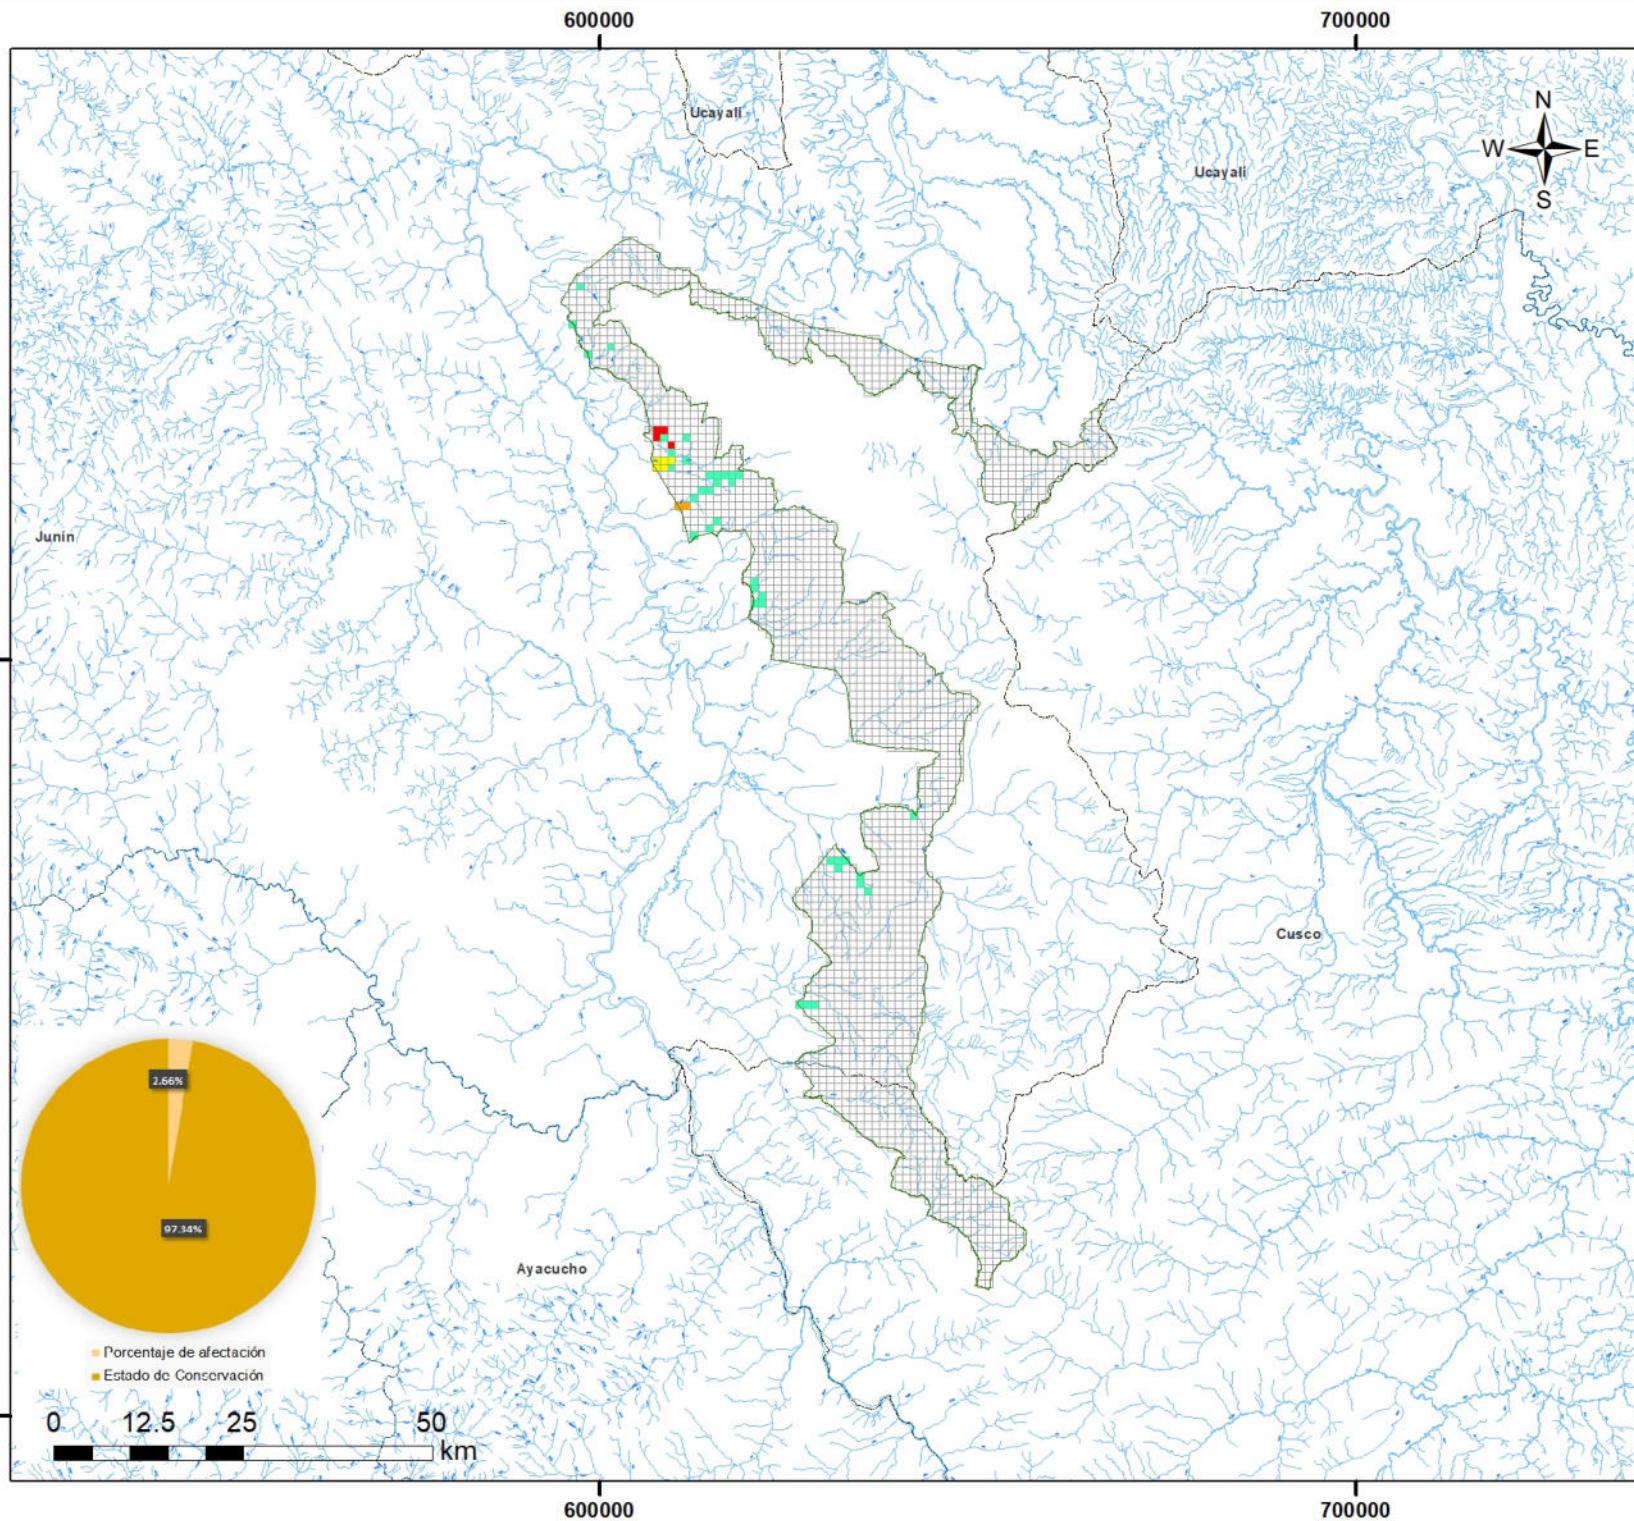 600000 700000
Ucayali
N
W E
S
Ucayali
Junín
Cusco
2.66%
97.34%
Ayacucho
Porcentaje de afectación
Estado de Conservación
0 12.5 25 50
km
600000 700000